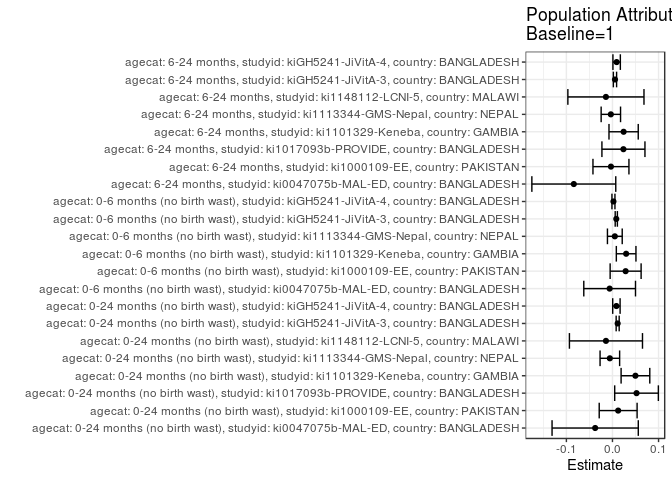 Population Attribut
Baseline=1
agecat: 6-24 months, studyid: kiGH5241-JiVitA-4, country: BANGLADESH
agecat: 6-24 months, studyid: kiGH5241-JiVitA-3, country: BANGLADESH
agecat: 6-24 months, studyid: ki1148112-LCNI-5, country: MALAWI
agecat: 6-24 months, studyid: ki1113344-GMS-Nepal, country: NEPAL
agecat: 6-24 months, studyid: ki1101329-Keneba, country: GAMBIA
agecat: 6-24 months, studyid: ki1017093b-PROVIDE, country: BANGLADESH
agecat: 6-24 months, studyid: ki1000109-EE, country: PAKISTAN
agecat: 6-24 months, studyid: ki0047075b-MAL-ED, country: BANGLADESH
agecat: 0-6 months (no birth wast), studyid: kiGH5241-JiVitA-4, country: BANGLADESH
agecat: 0-6 months (no birth wast), studyid: kiGH5241-JiVitA-3, country: BANGLADESH
agecat: 0-6 months (no birth wast), studyid: ki1113344-GMS-Nepal, country: NEPAL
agecat: 0-6 months (no birth wast), studyid: ki1101329-Keneba, country: GAMBIA
agecat: 0-6 months (no birth wast), studyid: ki1000109-EE, country: PAKISTAN
agecat: 0-6 months (no birth wast), studyid: ki0047075b-MAL-ED, country: BANGLADESH
agecat: 0-24 months (no birth wast), studyid: kiGH5241-JiVitA-4, country: BANGLADESH
agecat: 0-24 months (no birth wast), studyid: kiGH5241-JiVitA-3, country: BANGLADESH
agecat: 0-24 months (no birth wast), studyid: ki1148112-LCNI-5, country: MALAWI
agecat: 0-24 months (no birth wast), studyid: ki1113344-GMS-Nepal, country: NEPAL
agecat: 0-24 months (no birth wast), studyid: ki1101329-Keneba, country: GAMBIA
agecat: 0-24 months (no birth wast), studyid: ki1017093b-PROVIDE, country: BANGLADESH
agecat: 0-24 months (no birth wast), studyid: ki1000109-EE, country: PAKISTAN
agecat: 0-24 months (no birth wast), studyid: ki0047075b-MAL-ED, country: BANGLADESH
-0.1 0.0 0.1
Estimate